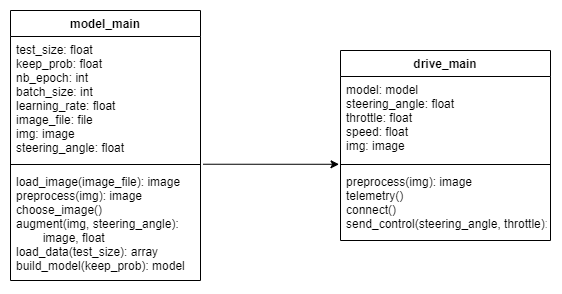 model_main
test_size: float
keep_prob: float
nb_epoch: int
batch_size: int
learning_rate: float
image_file: file
img: image
steering_angle: float
load_image(image_file): image
preprocess(img): image
choose_image()
augment(img, steering_angle):
image, float
load_data(test_size): array
build_model(keep_prob): model
drive_main
model: model
steering_angle: float
throttle: float
speed: float
img: image
preprocess(img): image
telemetry()
connect()
send_control(steering_angle, throttle):